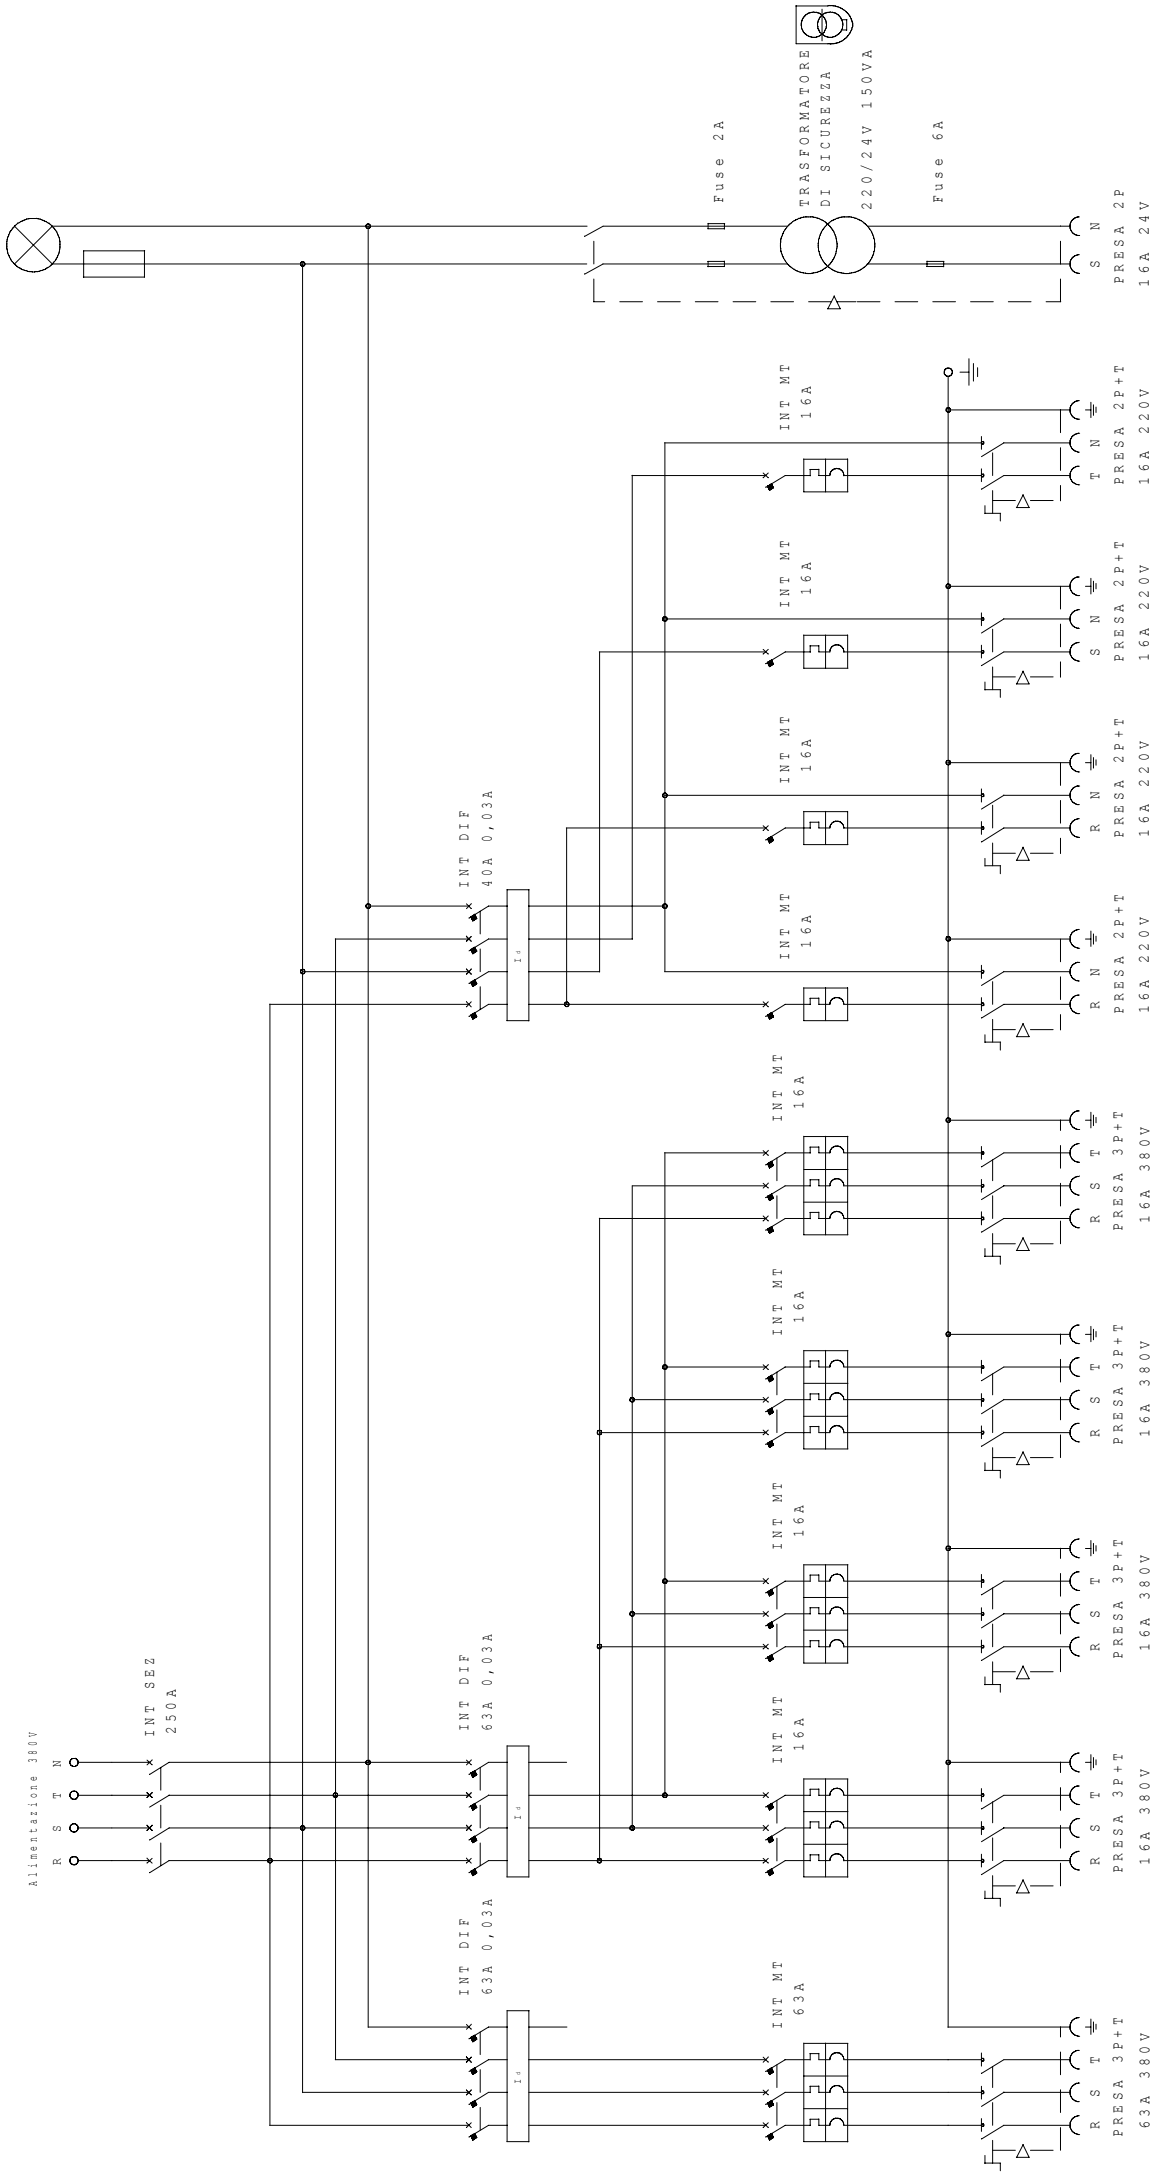 Alimentazione 380V
R S T N
INT SEZ
250A
INT DIF
63A 0,03A
Id
INT DIF
63A 0,03A
Id
INT DIF
40A 0,03A
Id
INT MT
63A
INT MT
16A
INT MT
16A
INT MT
16A
INT MT
16A
INT MT
16A
INT MT
16A
INT MT
16A
INT MT
16A
Fuse 2A
TRASFORMATORE
DI SICUREZZA
220/24V 150VA
Fuse 6A
R S T
PRESA 3P+T
63A 380V
R S T
PRESA 3P+T
16A 380V
R S T
PRESA 3P+T
16A 380V
R S T
PRESA 3P+T
16A 380V
R S T
PRESA 3P+T
16A 380V
R N
PRESA 2P+T
16A 220V
R N
PRESA 2P+T
16A 220V
S N
PRESA 2P+T
16A 220V
T N
PRESA 2P+T
16A 220V
S N
PRESA 2P
16A 24V